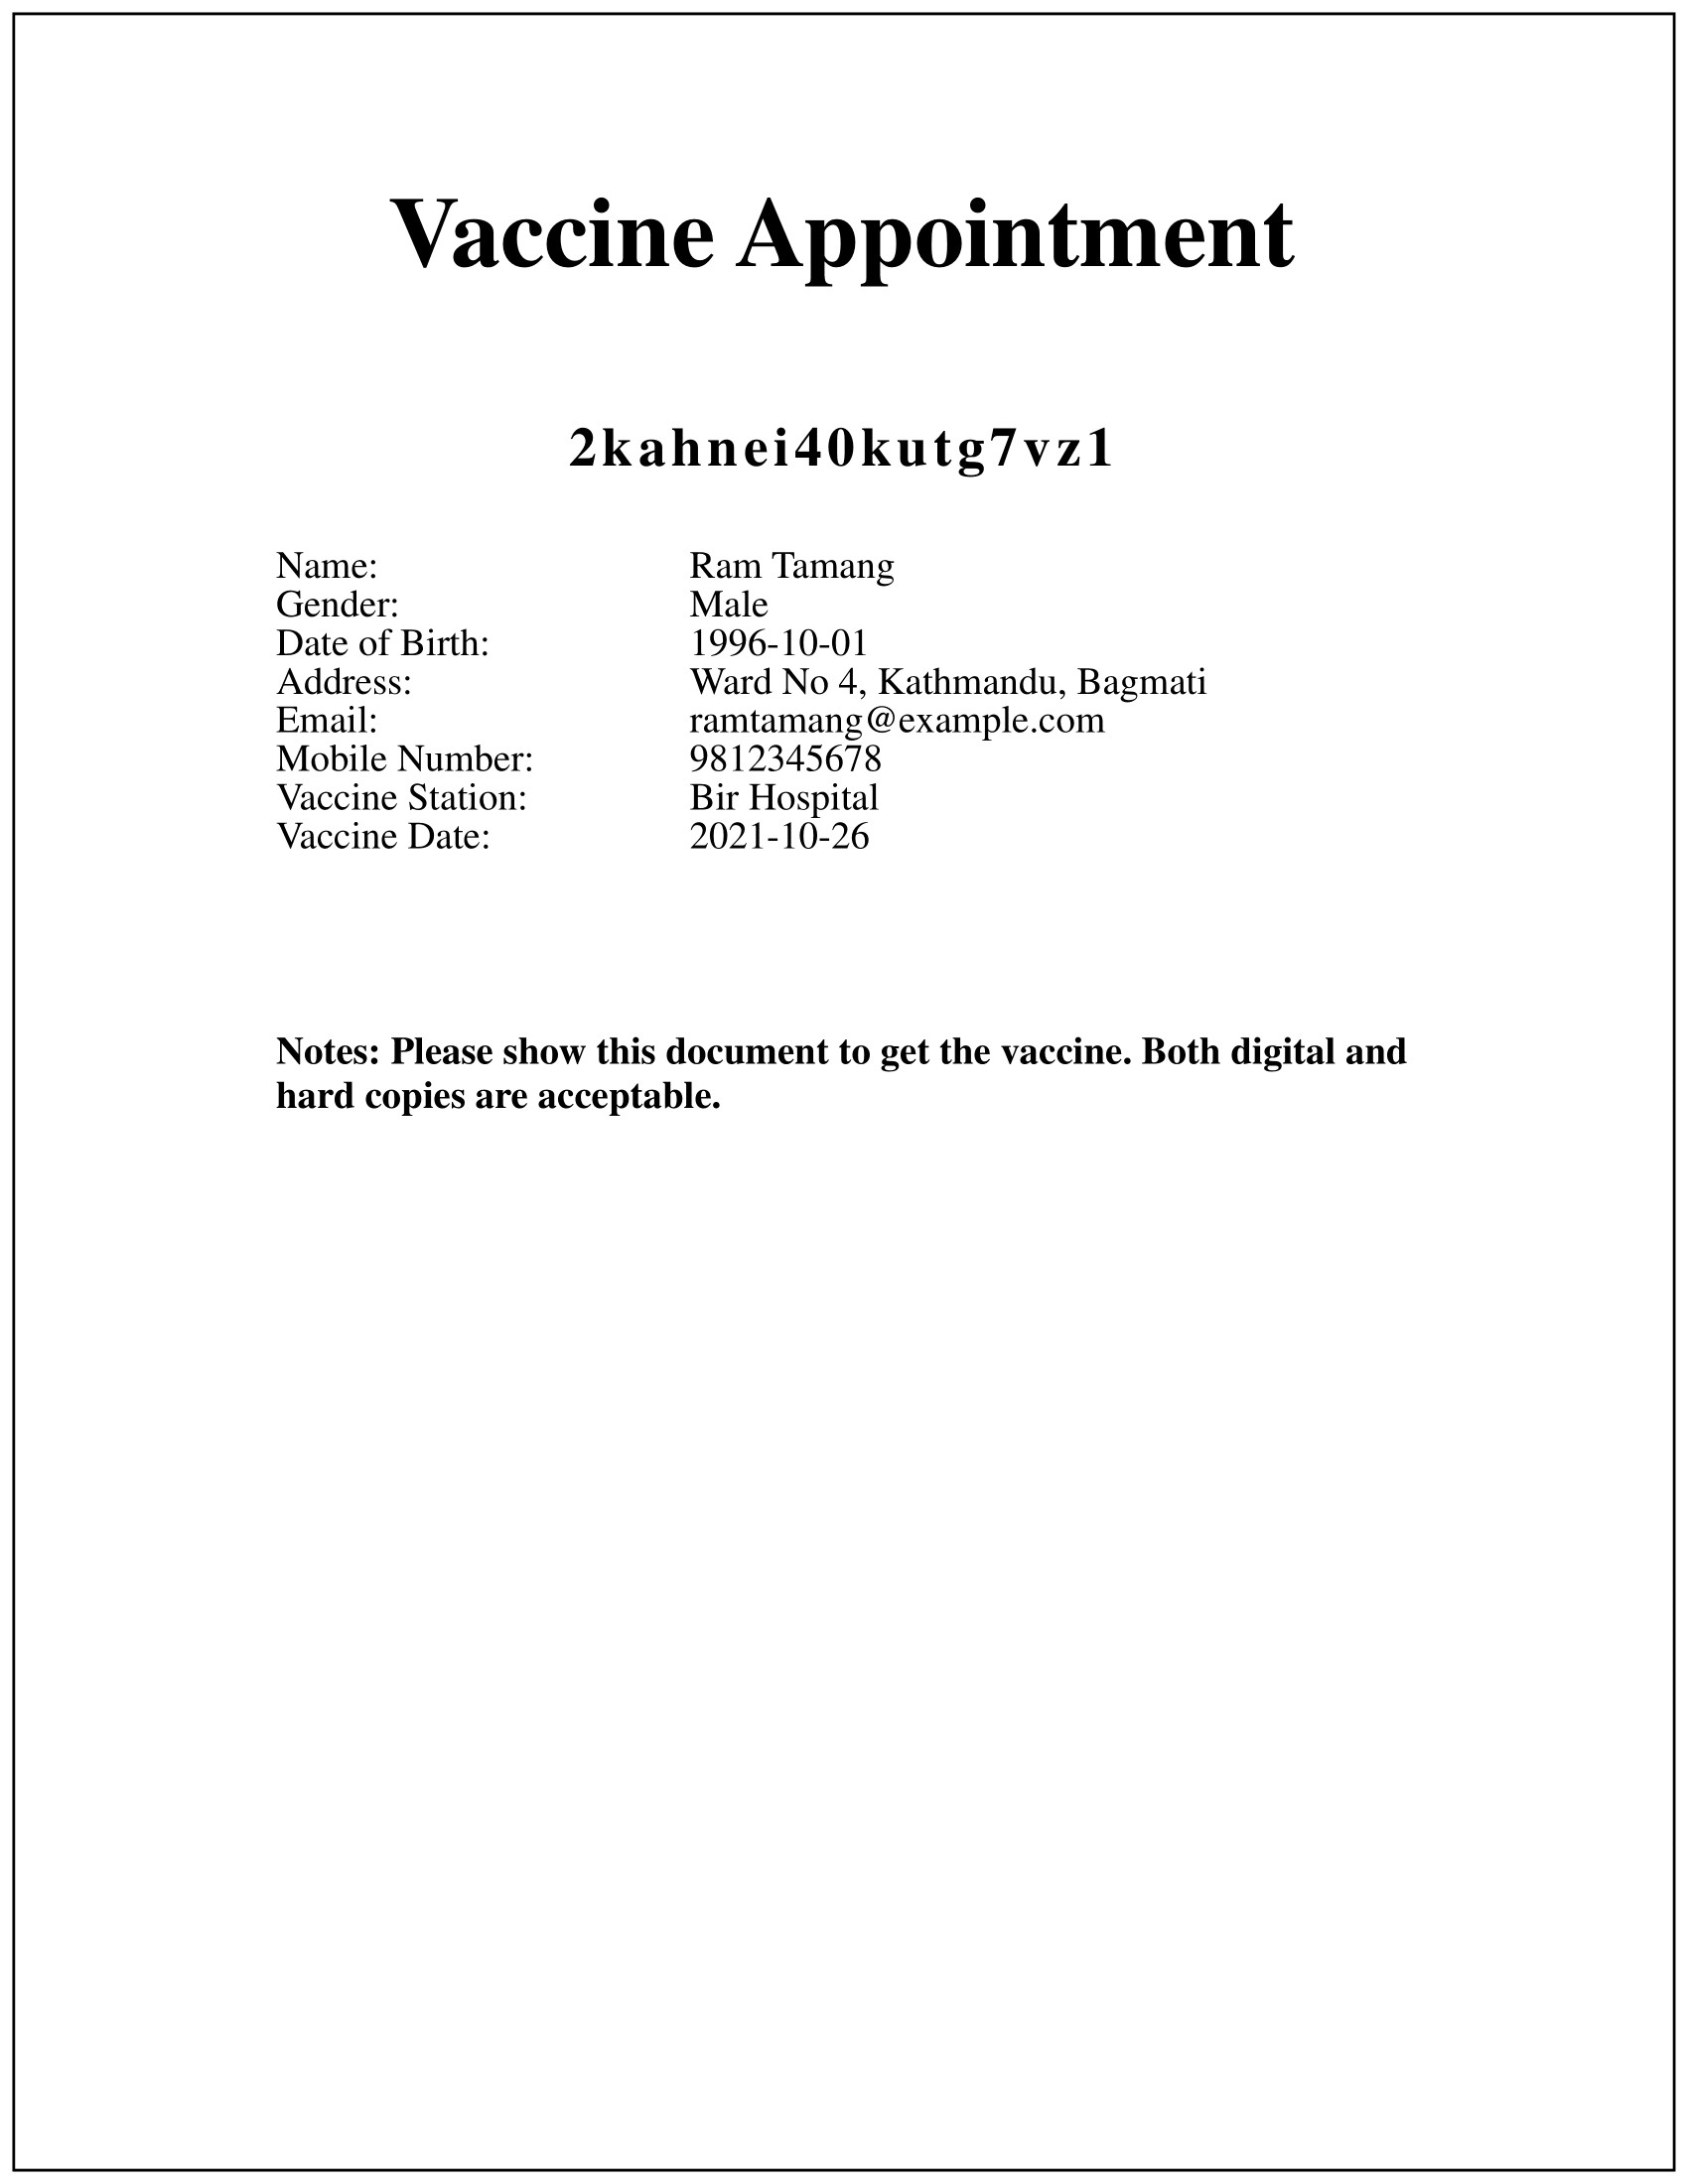 Vaccine Appointment
2kahnei40kutg7vz1
Name: Ram Tamang
Gender: Male
Date of Birth: 1996-10-01
Address: Ward No 4, Kathmandu, Bagmati
Email: ramtamang@example.com
Mobile Number: 9812345678
Vaccine Station: Bir Hospital
Vaccine Date: 2021-10-26
Notes: Please show this document to get the vaccine. Both digital and
hard copies are acceptable.